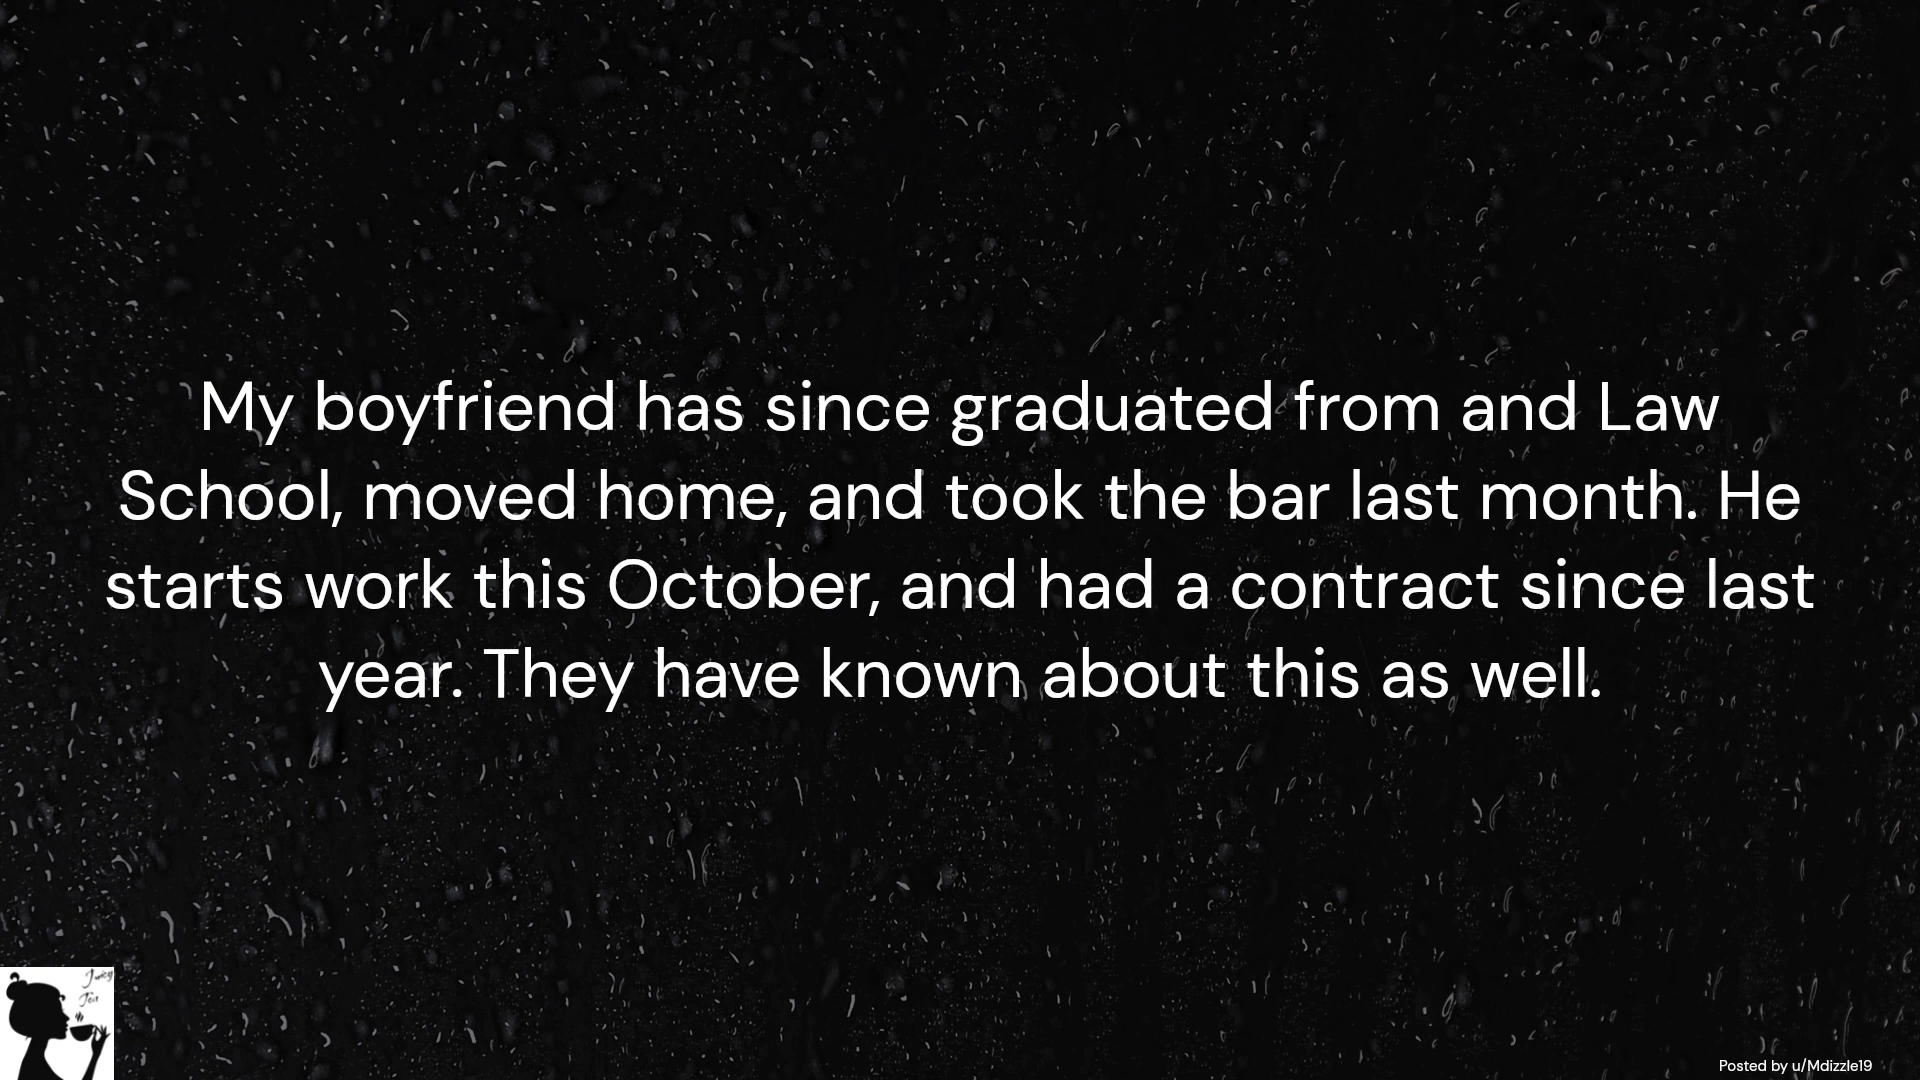 My boyfriend has since graduated from and Law
School, moved home, and took the bar last month. He
starts work this October, and had a contract since last
year. They have known about this as well.
Juicy
Tea
Posted by u/Mdizzle19